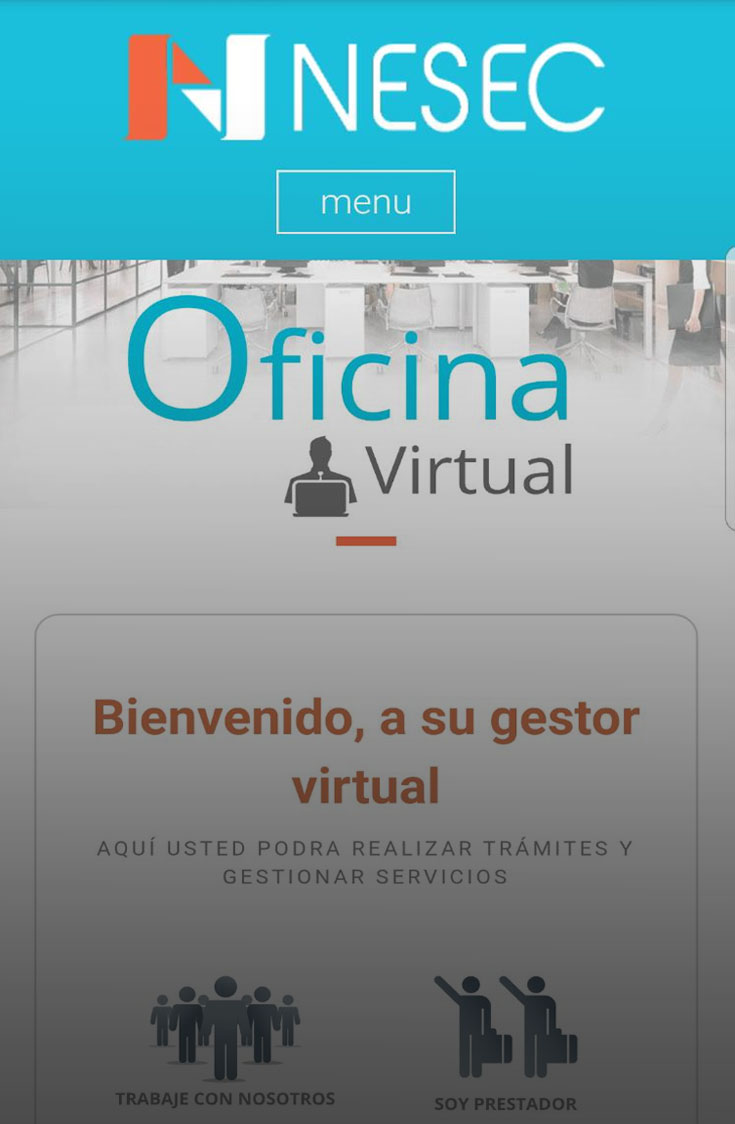 NESEC
menu
Oficina
Virtual
Bienvenido, a su gestor
virtual
AQUÍ USTED PODRA REALIZAR TRÁMITES Y
GESTIONAR SERVICIOS
TRABAJE CON NOSOTROS
SOY PRESTADOR